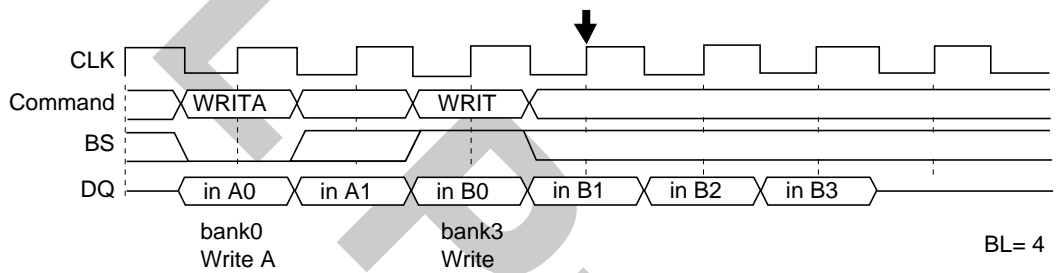 CLK
Command WRITA WRIT
BS
DQ in A0 in A1 in B0 in B1 in B2 in B3
bank0 bank3
Write A Write
BL= 4